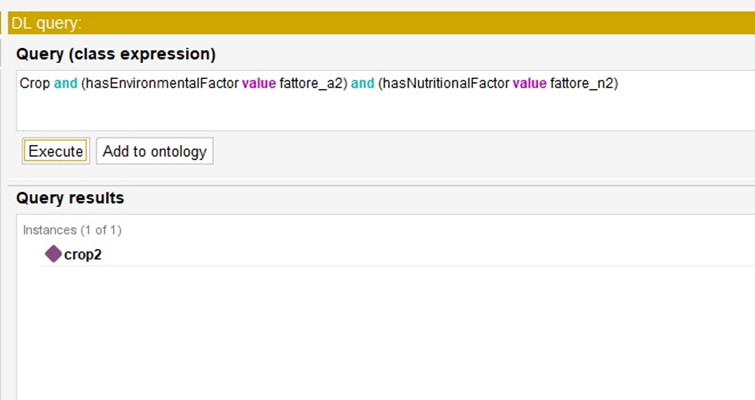 DL query:
Query (class expression)
Crop and (hasEnvironmentalFactor value fattore_a2) and (hasNutritionalFactor value fattore_n2)
Execute Add to ontology
Query results
Instances (1 of 1)
crop2